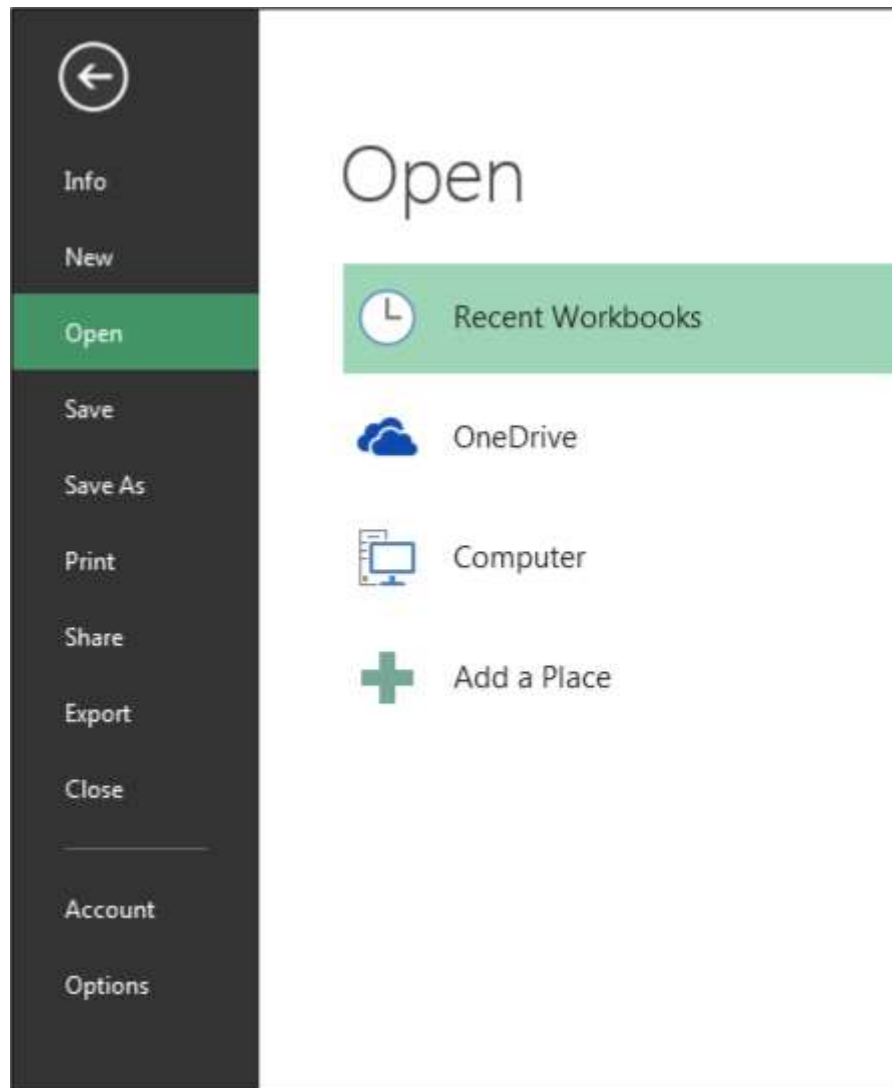 Info
New
Open
Save
Save As
Print
Share
Export
Close
Account
Options
Open
Recent Workbooks
OneDrive
Computer
Add a Place